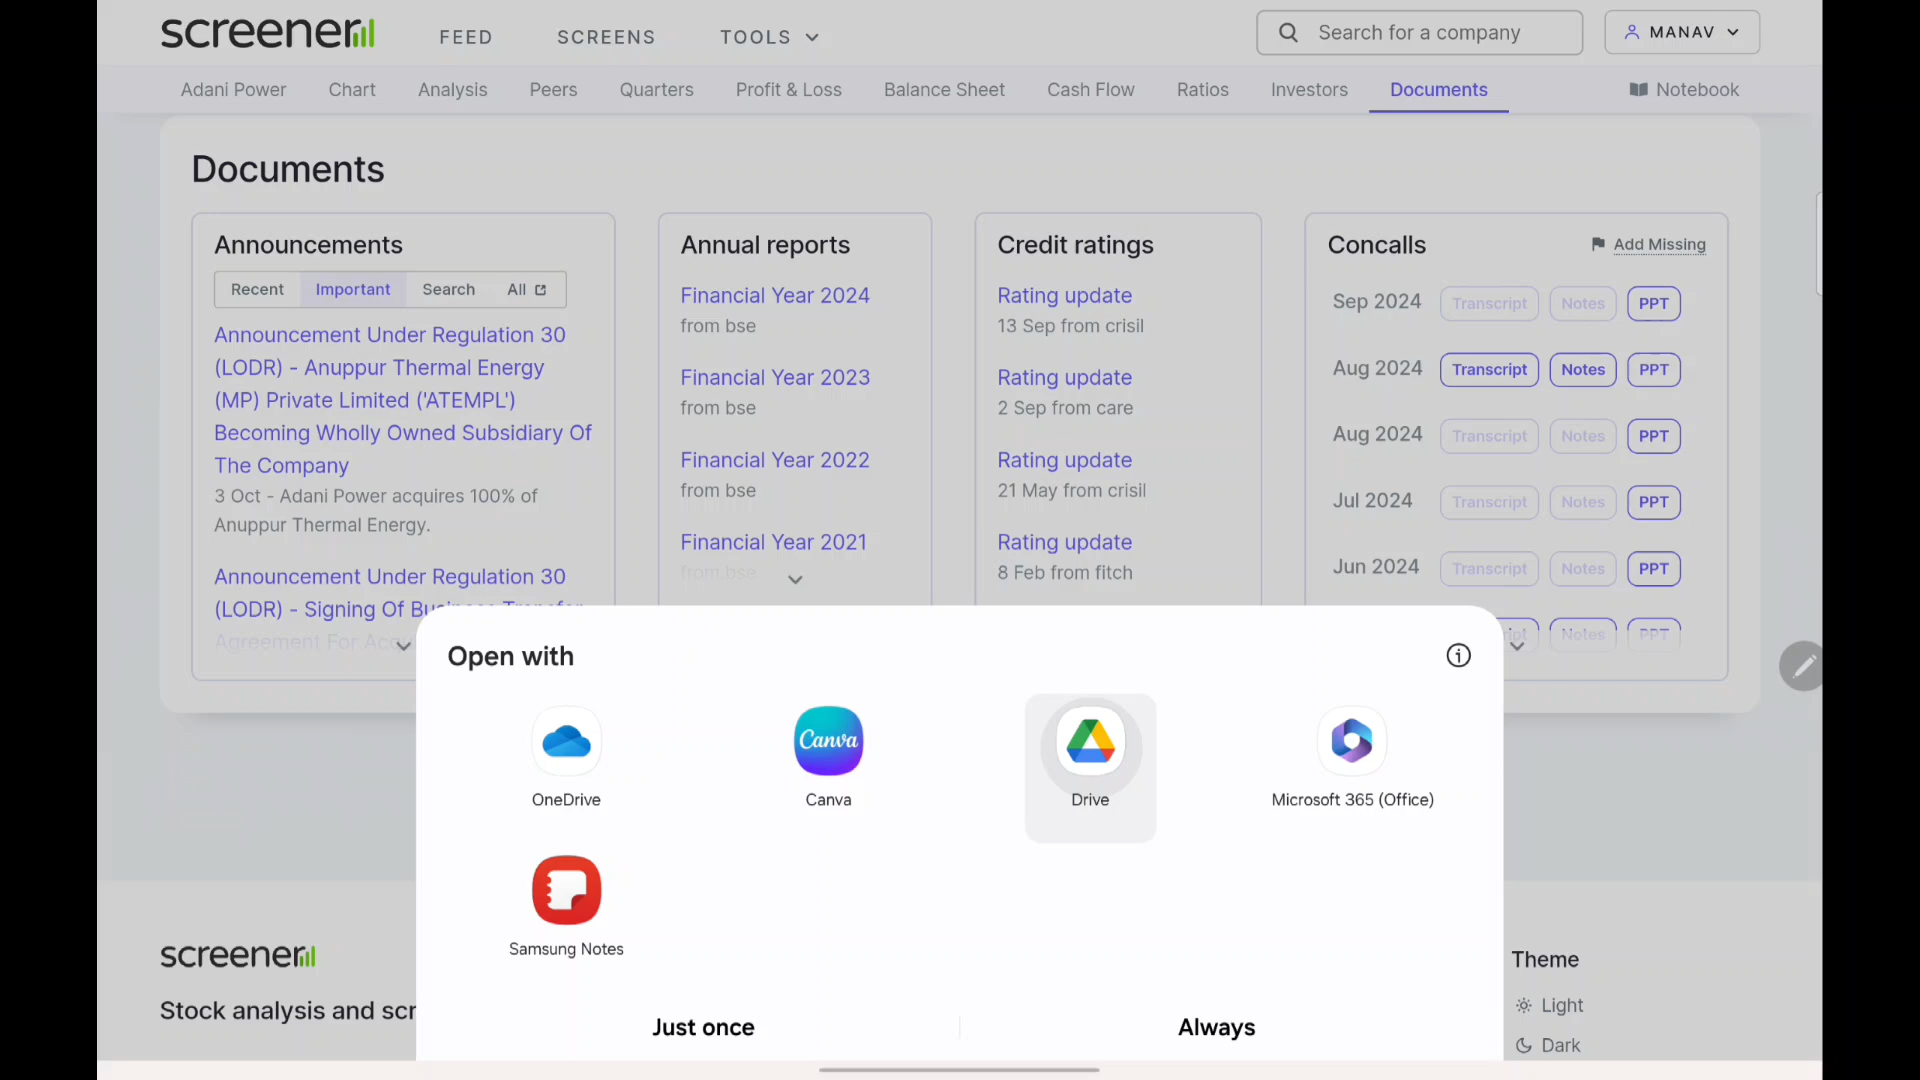 screener
FEED
SCREENS
TOOLS
Search for a company
MANAV
Adani Power
Chart
Analysis
Peers
Quarters
Profit & Loss
Balance Sheet
Cash Flow
Ratios
Investors
Documents
Notebook
Documents
Announcements
Recent
Important
Search
All
Announcement Under Regulation 30
(LODR) - Anuppur Thermal Energy
(MP) Private Limited ('ATEMPL')
Becoming Wholly Owned Subsidiary Of
The Company
3 Oct - Adani Power acquires 100% of
Anuppur Thermal Energy.
Announcement Under Regulation 30
(LODR) - Signing Of Business Transfer
Agreement For
Annual reports
Financial Year 2024
from bse
Financial Year 2023
from bse
Financial Year 2022
from bse
Financial Year 2021
from bse
Credit ratings
Rating update
13 Sep from crisil
Rating update
2 Sep from care
Rating update
21 May from crisil
Rating update
8 Feb from fitch
Concalls
Add Missing
Sep 2024 Transcript Notes PPT
Aug 2024 Transcript Notes PPT
Aug 2024 Transcript Notes PPT
Jul 2024 Transcript Notes PPT
Jun 2024 Transcript Notes PPT
Notes PPT
Open with
OneDrive
Canva
Canva
Drive
Microsoft 365 (Office)
Samsung Notes
Just once
Always
screener
Stock analysis and scr
Theme
Light
Dark